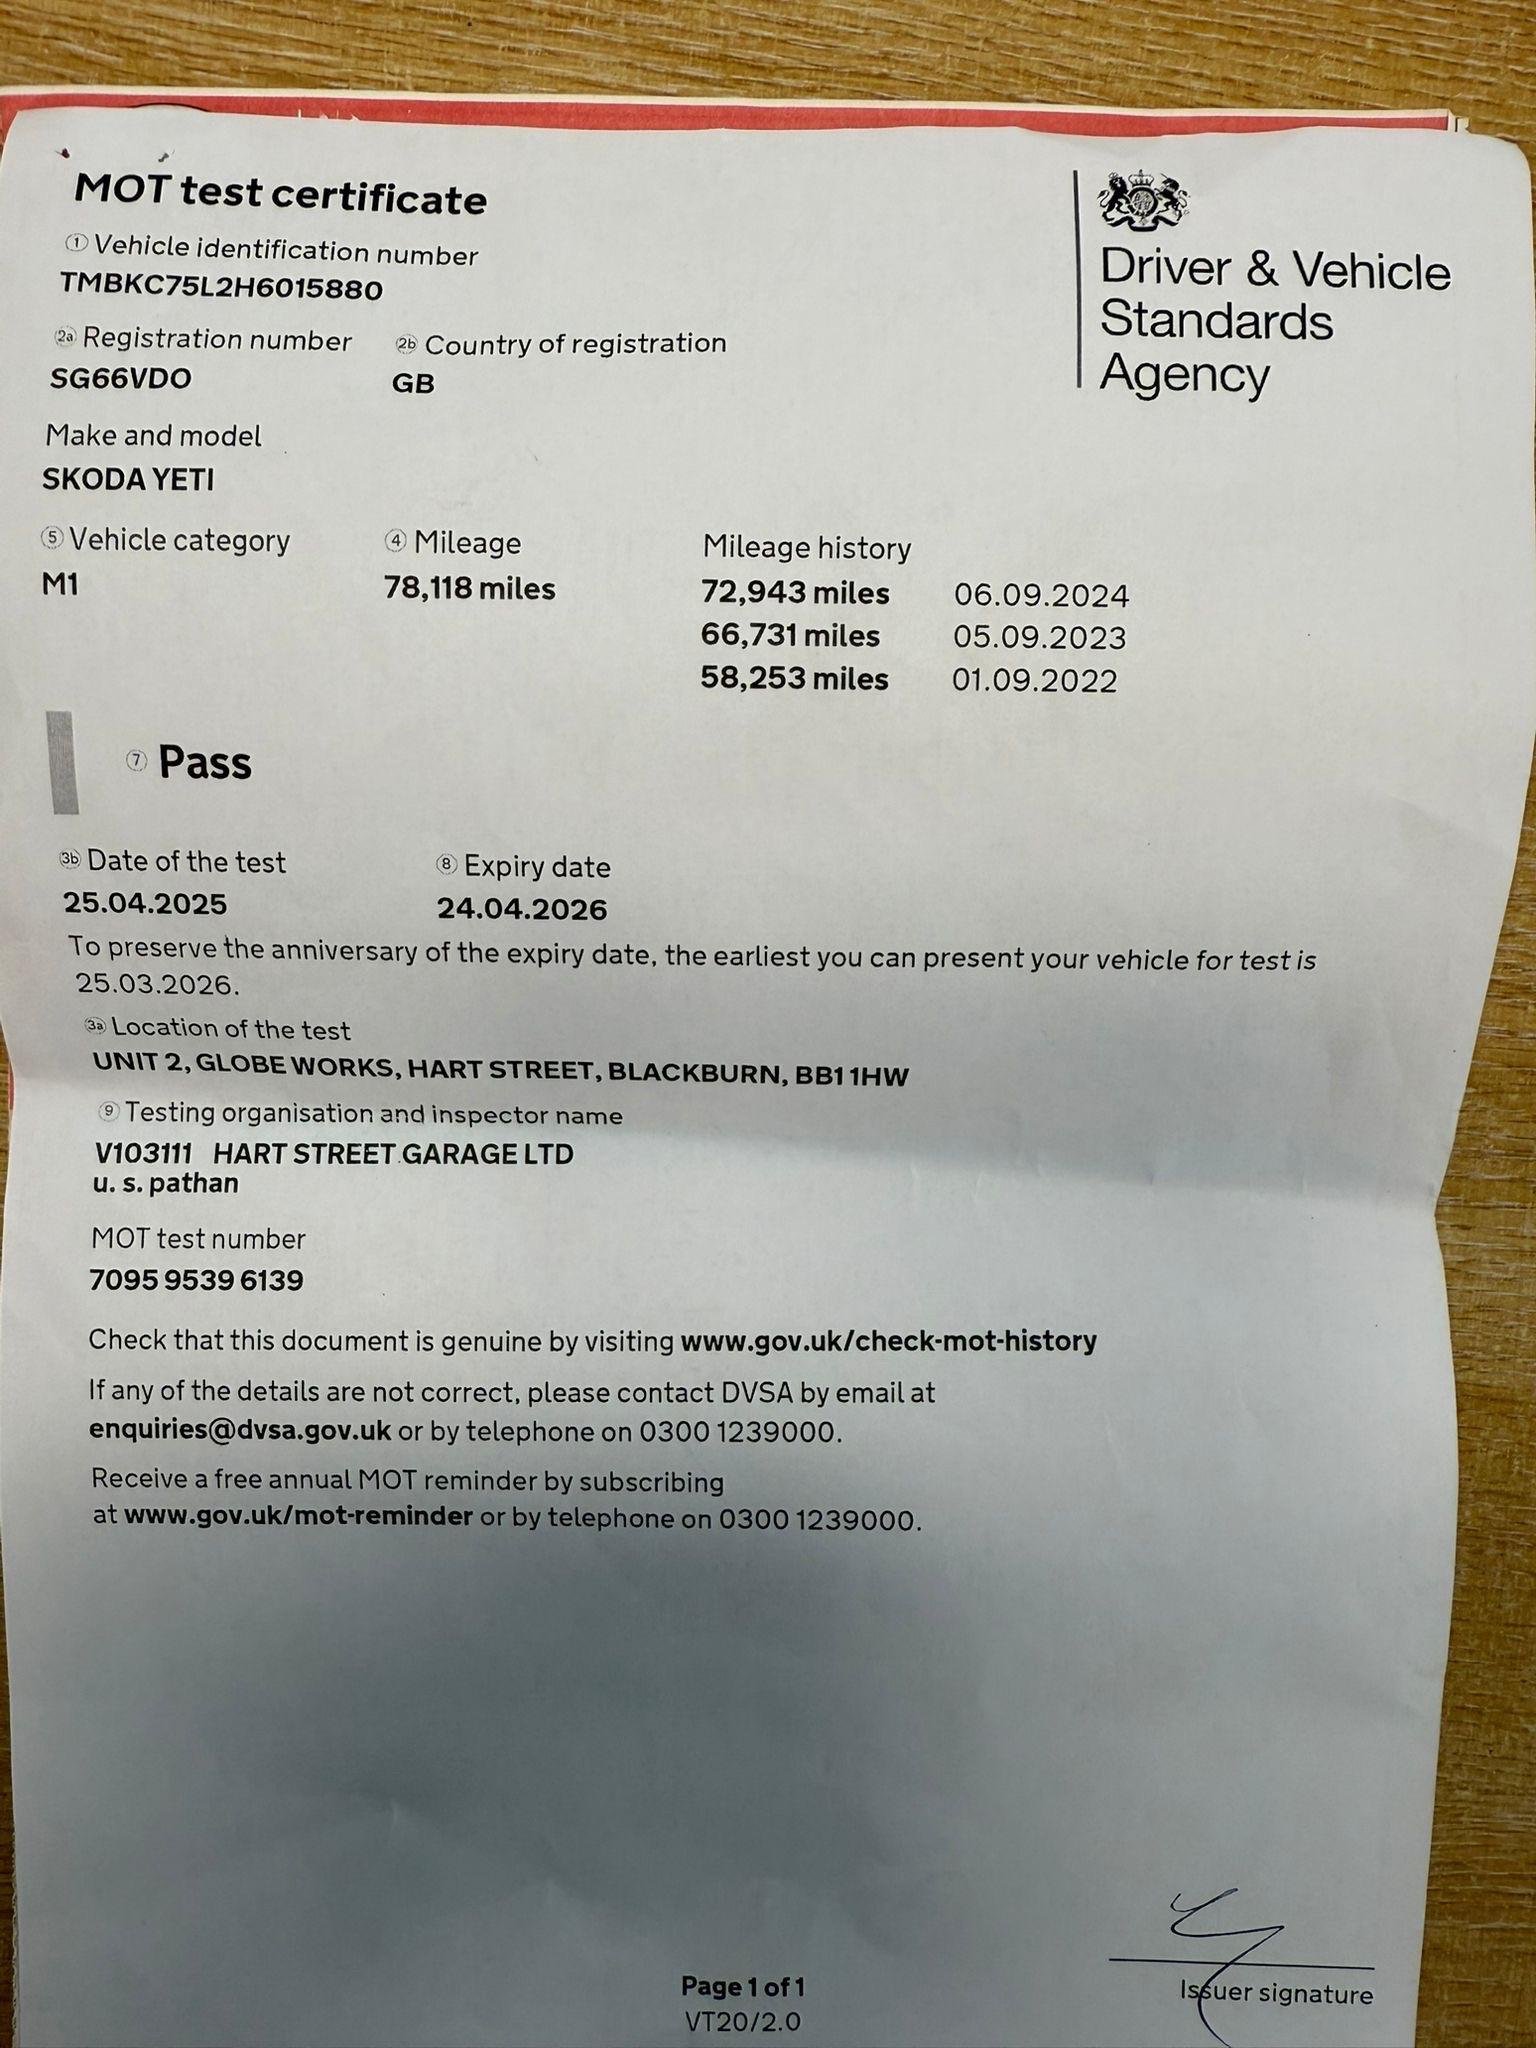 MOT test certificate
1 Vehicle identification number
TMBKC75L2H6015880
2a Registration number 2b Country of registration
SG66VDO GB
Make and model
SKODA YETI
5 Vehicle category 4 Mileage Mileage history
M1 78,118 miles 72,943 miles 06.09.2024
66,731 miles 05.09.2023
58,253 miles 01.09.2022
Driver & Vehicle
Standards
Agency
7 Pass
3b Date of the test 8 Expiry date
25.04.2025 24.04.2026
To preserve the anniversary of the expiry date, the earliest you can present your vehicle for test is
25.03.2026.
3a Location of the test
UNIT 2, GLOBE WORKS, HART STREET, BLACKBURN, BB1 1HW
9 Testing organisation and inspector name
V103111 HART STREET GARAGE LTD
u. s. pathan
MOT test number
7095 9539 6139
Check that this document is genuine by visiting www.gov.uk/check-mot-history
If any of the details are not correct, please contact DVSA by email at
enquiries@dvsa.gov.uk or by telephone on 0300 1239000.
Receive a free annual MOT reminder by subscribing
at www.gov.uk/mot-reminder or by telephone on 0300 1239000.
Issuer signature
Page 1 of 1
VT20/2.0